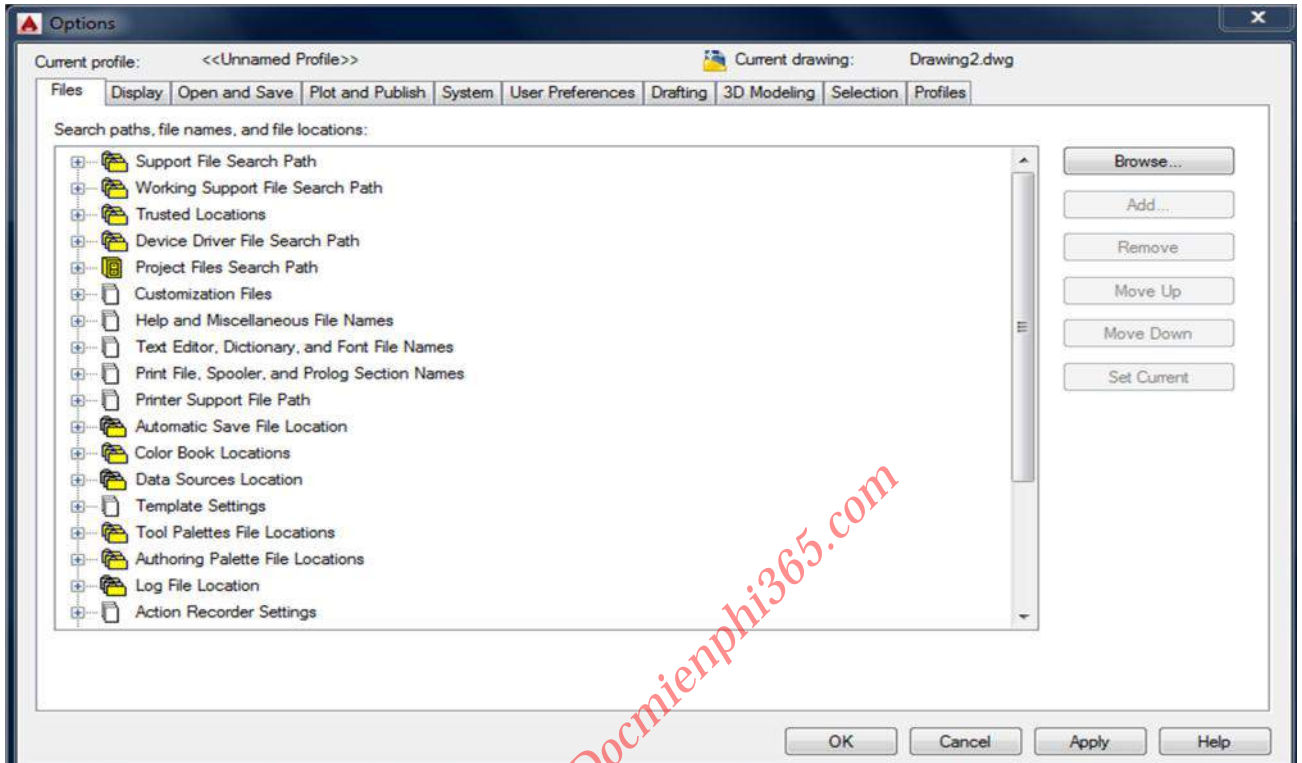 Options
Current profile: <<Unnamed Profile>> Current drawing: Drawing2.dwg
Files Display Open and Save Plot and Publish System User Preferences Drafting 3D Modeling Selection Profiles
Search paths, file names, and file locations:
Support File Search Path
Working Support File Search Path
Trusted Locations
Device Driver File Search Path
Project Files Search Path
Customization Files
Help and Miscellaneous File Names
Text Editor, Dictionary, and Font File Names
Print File, Spooler, and Prolog Section Names
Printer Support File Path
Automatic Save File Location
Color Book Locations
Data Sources Location
Template Settings
Tool Palettes File Locations
Authoring Palette File Locations
Log File Location
Action Recorder Settings
Browse...
Add...
Remove
Move Up
Move Down
Set Current
Docmienphi365.com
OK Cancel Apply Help